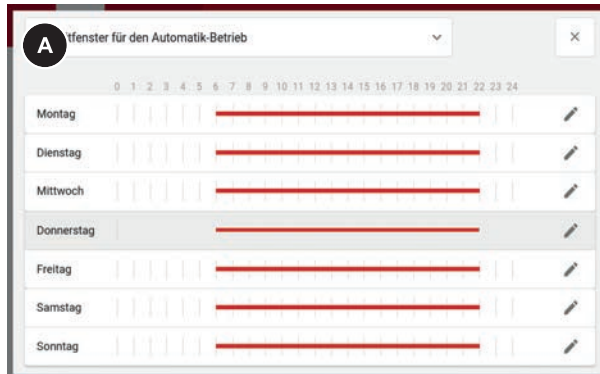 A
tfenster für den Automatik-Betrieb
0 1 2 3 4 5 6 7 8 9 10 11 12 13 14 15 16 17 18 19 20 21 22 23 24
Montag
Dienstag
Mittwoch
Donnerstag
Freitag
Samstag
Sonntag